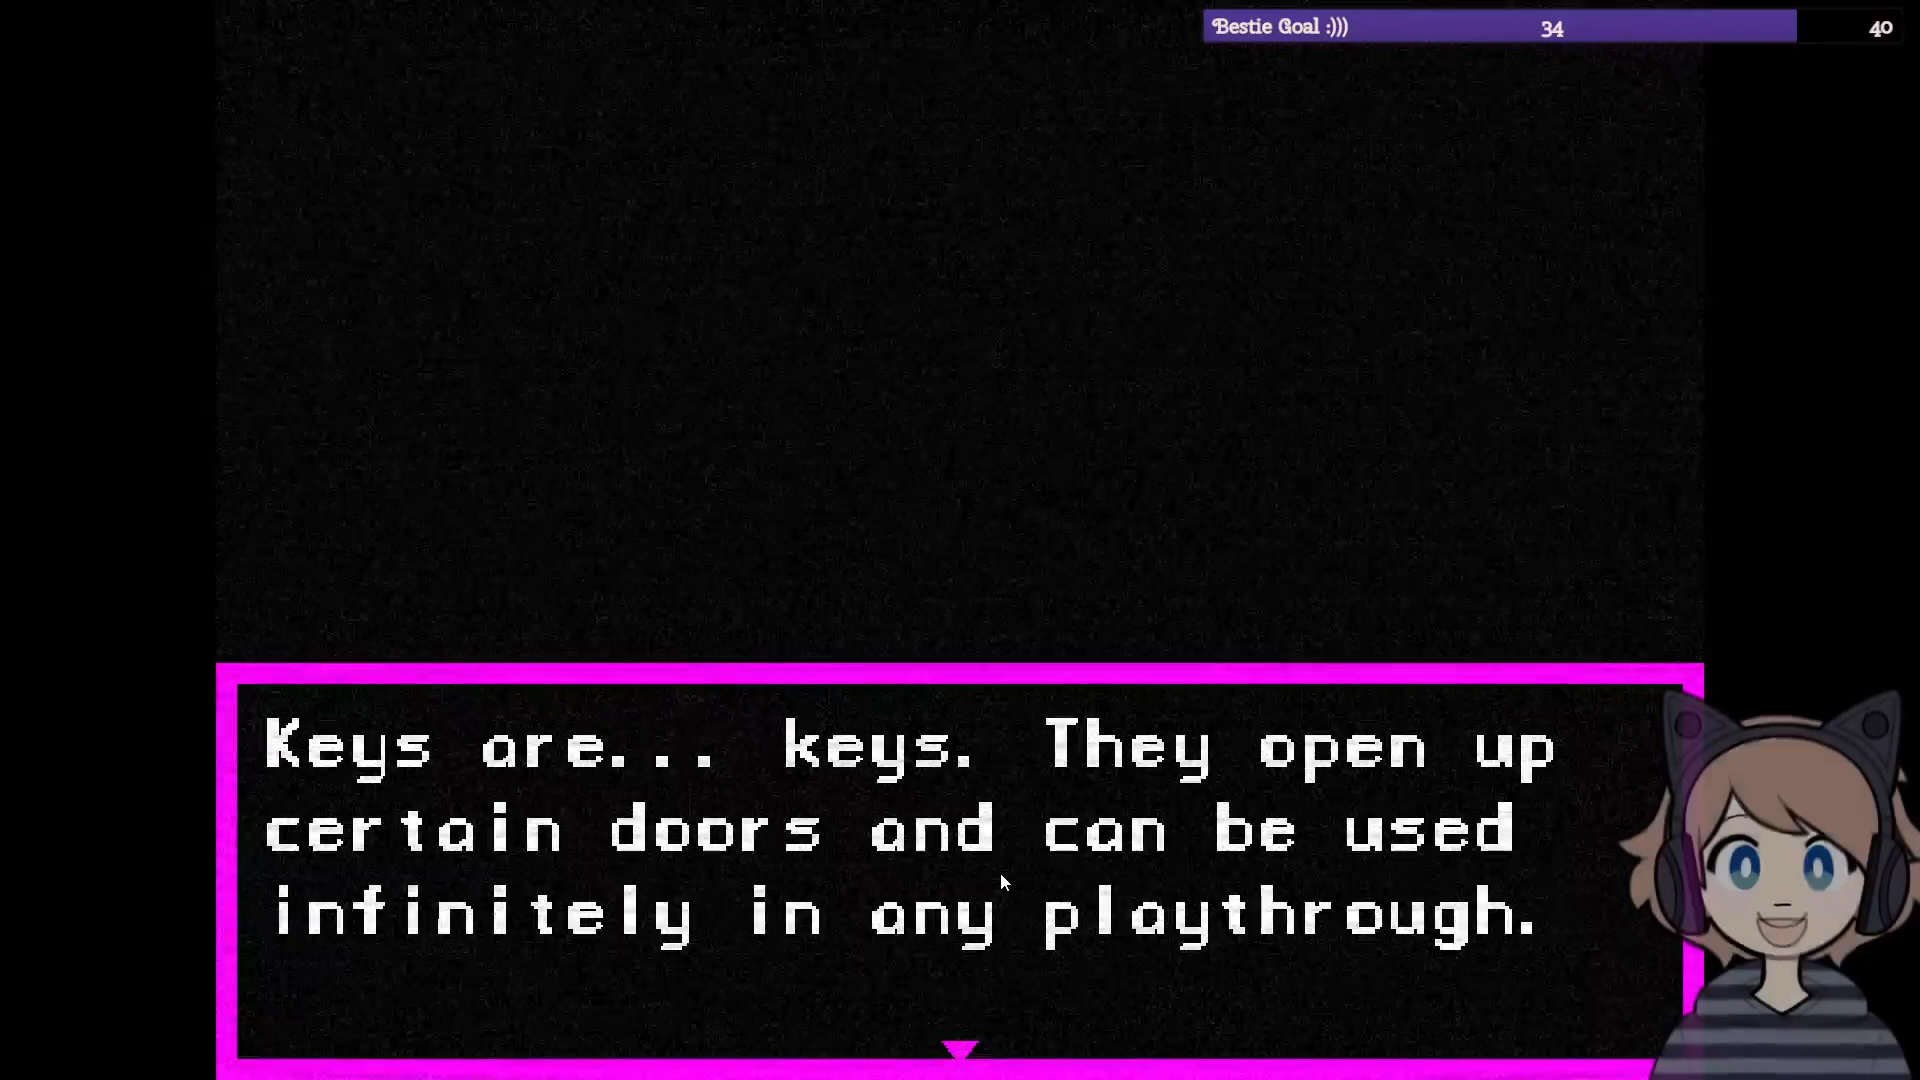 Bestie Goal :))) 34 40
Keys are... keys. They open up
certain doors and can be used
infinitely in any playthrough.